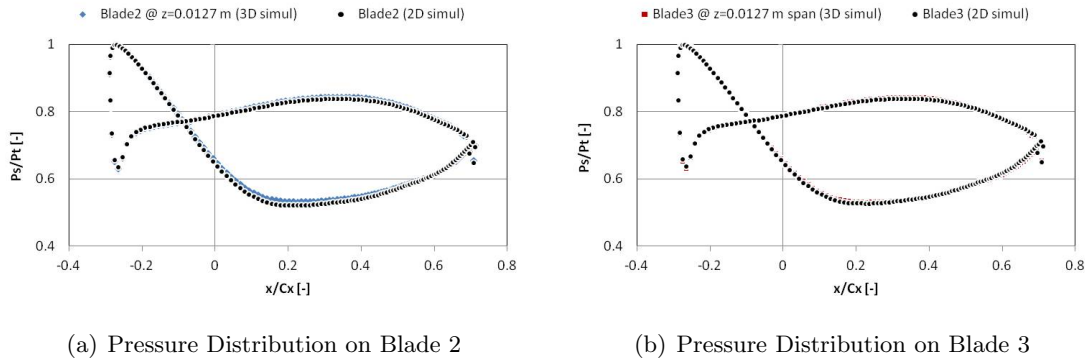 Blade2 @ z=0.0127 m (3D simul) Blade2 (2D simul)
1
0.8
0.6
0.4
Ps/Pt [-]
-0.4 -0.2 0 0.2 0.4 0.6 0.8
x/Cx [-]
(a) Pressure Distribution on Blade 2
Blade3 @ z=0.0127 m span (3D simul) Blade3 (2D simul)
1
0.8
0.6
0.4
Ps/Pt [-]
-0.4 -0.2 0 0.2 0.4 0.6 0.8
x/Cx [-]
(b) Pressure Distribution on Blade 3